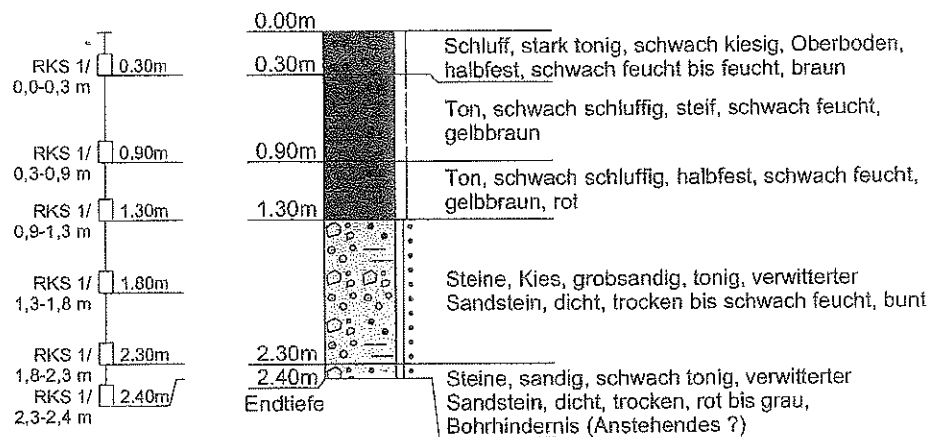 RKS 1/ 0.30m
0,0-0,3 m
RKS 1/ 0.90m
0,3-0,9 m
RKS 1/ 1.30m
0,9-1,3 m
RKS 1/ 1.80m
1,3-1,8 m
RKS 1/ 2.30m
1,8-2,3 m
RKS 1/ 2.40m
2,3-2,4 m
0.00m
0.30m
0.90m
1.30m
2.30m
2.40m
Endtiefe
Schluff, stark tonig, schwach kiesig, Oberboden,
halbfest, schwach feucht bis feucht, braun
Ton, schwach schluffig, steif, schwach feucht,
gelbbraun
Ton, schwach schluffig, halbfest, schwach feucht,
gelbbraun, rot
Steine, Kies, grobsandig, tonig, verwitterter
Sandstein, dicht, trocken bis schwach feucht, bunt
Steine, sandig, schwach tonig, verwitterter
Sandstein, dicht, trocken, rot bis grau,
Bohrhindernis (Anstehendes ?)